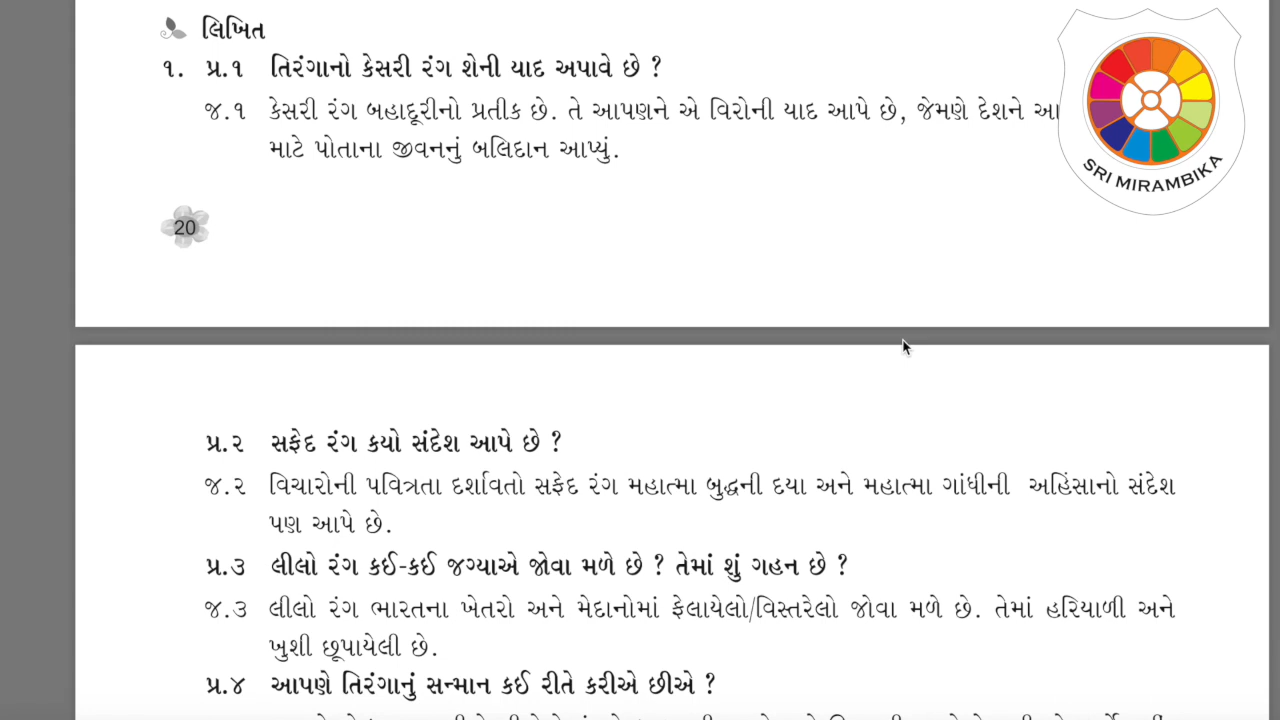 લિખિત
૧. પ્ર.૧ તિરંગાનો કેસરી રંગ શેની યાદ અપાવે છે ?
જ.૧ કેસરી રંગ બહાદૂરીનો પ્રતીક છે. તે આપણને એ વિરોની યાદ આપે છે, જેમણે દેશને આ
માટે પોતાના જીવનનું બલિદાન આપ્યું.
SRI MIRAMBIKA
20
પ્ર.૨ સફેદ રંગ કયો સંદેશ આપે છે ?
જ.૨ વિચારોની પવિત્રતા દર્શાવતો સફેદ રંગ મહાત્મા બુદ્ધની દયા અને મહાત્મા ગાંધીની અહિંસાનો સંદેશ
પણ આપે છે.
પ્ર.૩ લીલો રંગ કઈ-કઈ જગ્યાએ જોવા મળે છે ? તેમાં શું ગહન છે ?
જ.૩ લીલો રંગ ભારતના ખેતરો અને મેદાનોમાં ફેલાયેલો/વિસ્તરેલો જોવા મળે છે. તેમાં હરિયાળી અને
ખુશી છૂપાયેલી છે.
પ્ર.૪ આપણે તિરંગાનું સન્માન કઈ રીતે કરીએ છીએ ?